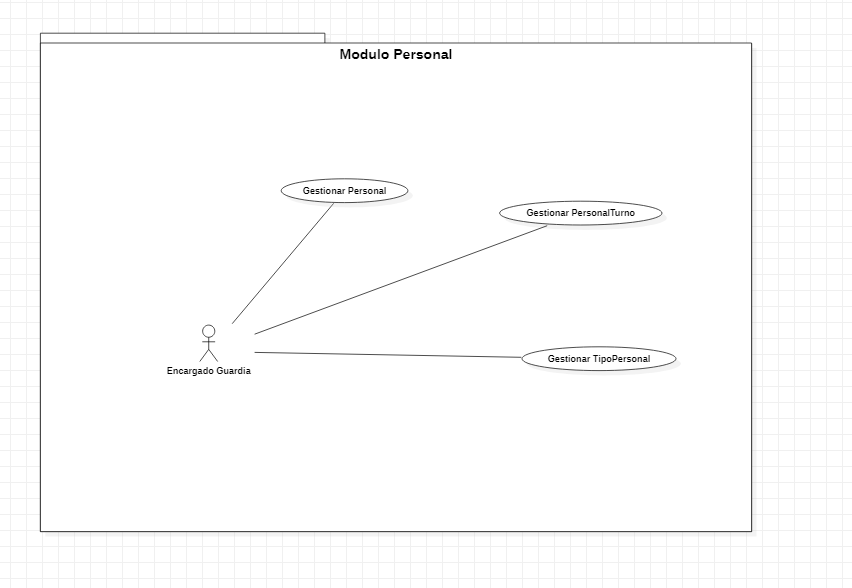 Modulo Personal
Gestionar Personal
Gestionar PersonalTurno
Gestionar TipoPersonal
Encargado Guardia